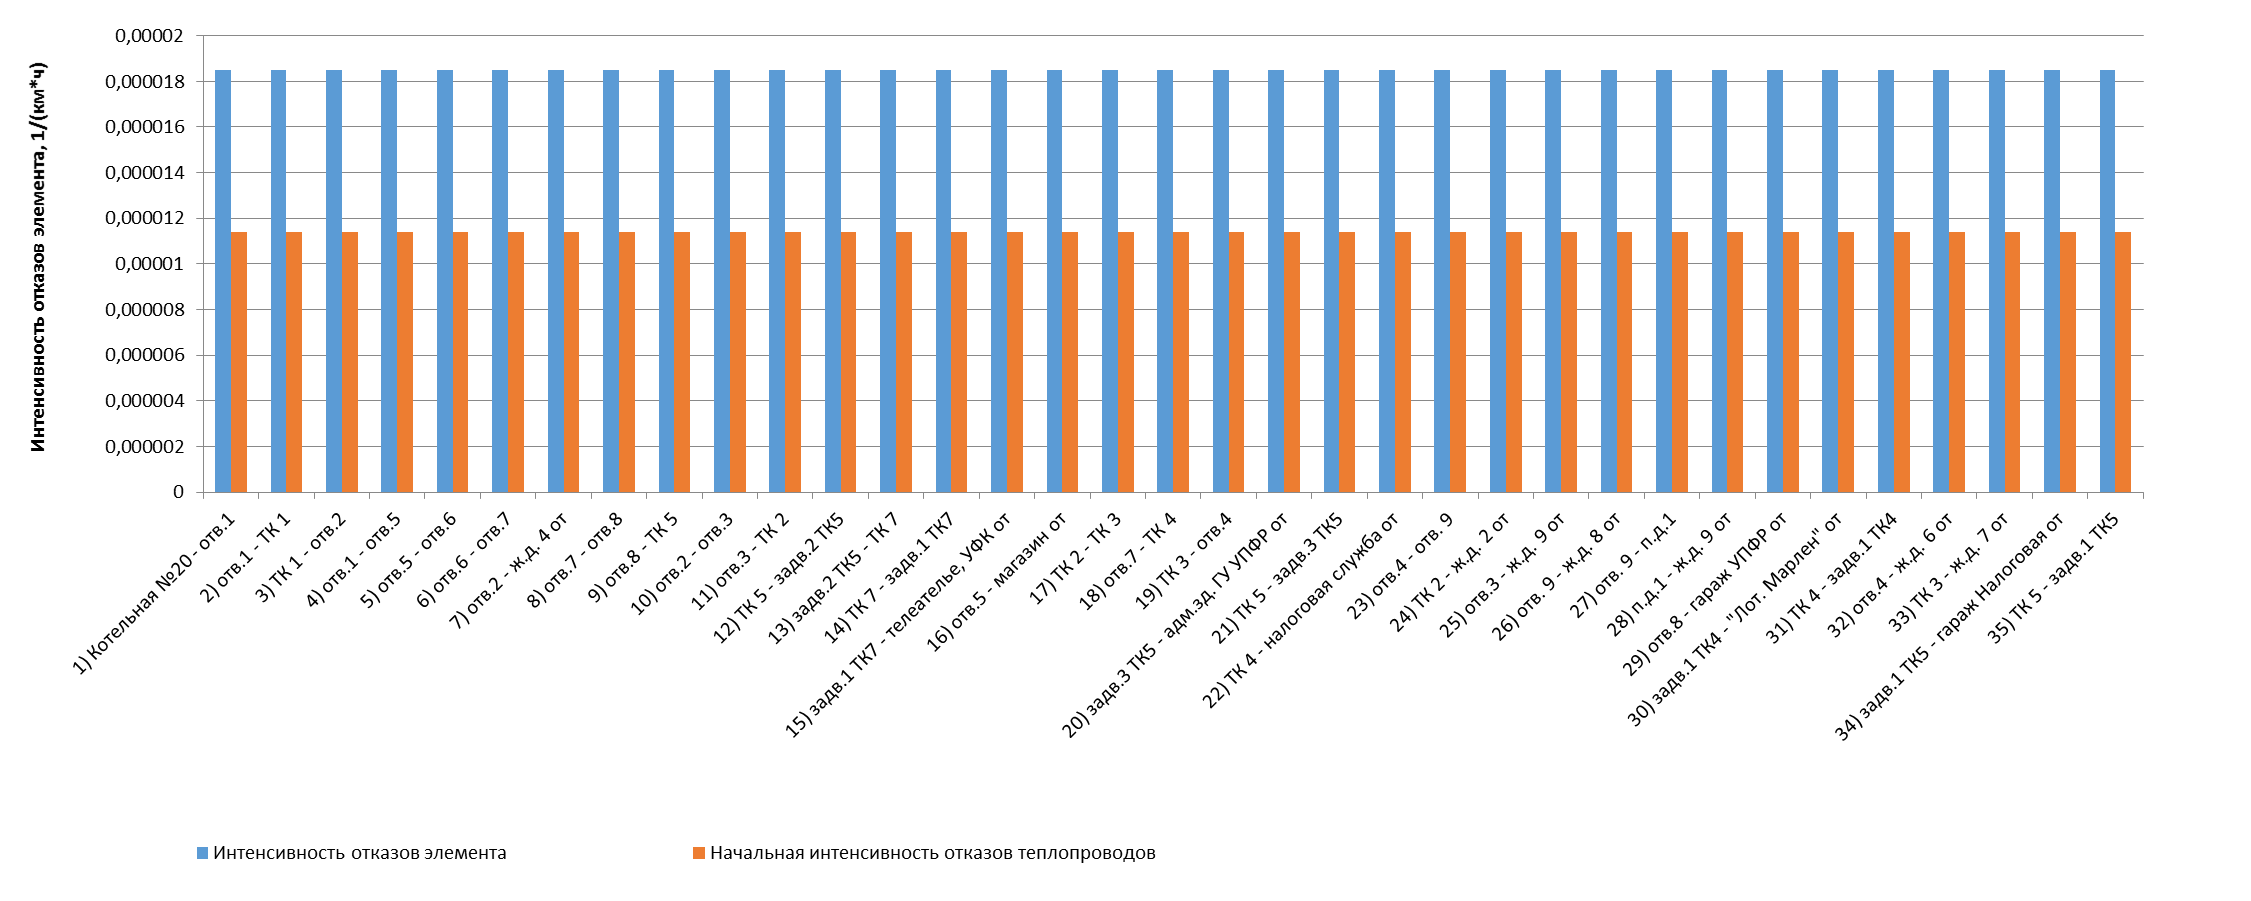 Интенсивность отказов элемента, 1/(км*ч)
0,00002
0,000018
0,000016
0,000014
0,000012
0,00001
0,000008
0,000006
0,000004
0,000002
0
1) Котельная №20 - отв.1
2) отв.1 - ТК 1
3) ТК 1 - отв.2
4) отв.1 - отв.5
5) отв.5 - отв.6
6) отв.6 - отв.7
7) отв.2 - ж.д. 4 от
8) отв.7 - отв.8
9) отв.8 - ТК 5
10) отв.2 - отв.3
11) отв.3 - ТК 2
12) ТК 5 - задв.2 ТК5
13) задв.2 ТК5 - ТК 7
14) ТК 7 - задв.1 ТК7
15) задв.1 ТК7 - телеателье, УФК от
16) отв.5 - магазин от
17) ТК 2 - ТК 3
18) отв.7 - ТК 4
19) ТК 3 - отв.4
20) задв.3 ТК5 - адм.зд. ГУ УПФР от
21) ТК 5 - задв.3 ТК5
22) ТК 4 - налоговая служба от
23) отв.4 - отв. 9
24) ТК 2 - ж.д. 2 от
25) отв.3 - ж.д. 9 от
26) отв. 9 - ж.д. 8 от
27) отв. 9 - п.д.1
28) п.д.1 - ж.д. 9 от
29) отв.8 - гараж УПФР от
30) задв.1 ТК4 - "Лот. Марлен" от
31) ТК 4 - задв.1 ТК4
32) отв.4 - ж.д. 6 от
33) ТК 3 - ж.д. 7 от
34) задв.1 ТК5 - гараж Налоговая от
35) ТК 5 - задв.1 ТК5
Интенсивность отказов элемента
Начальная интенсивность отказов теплопроводов